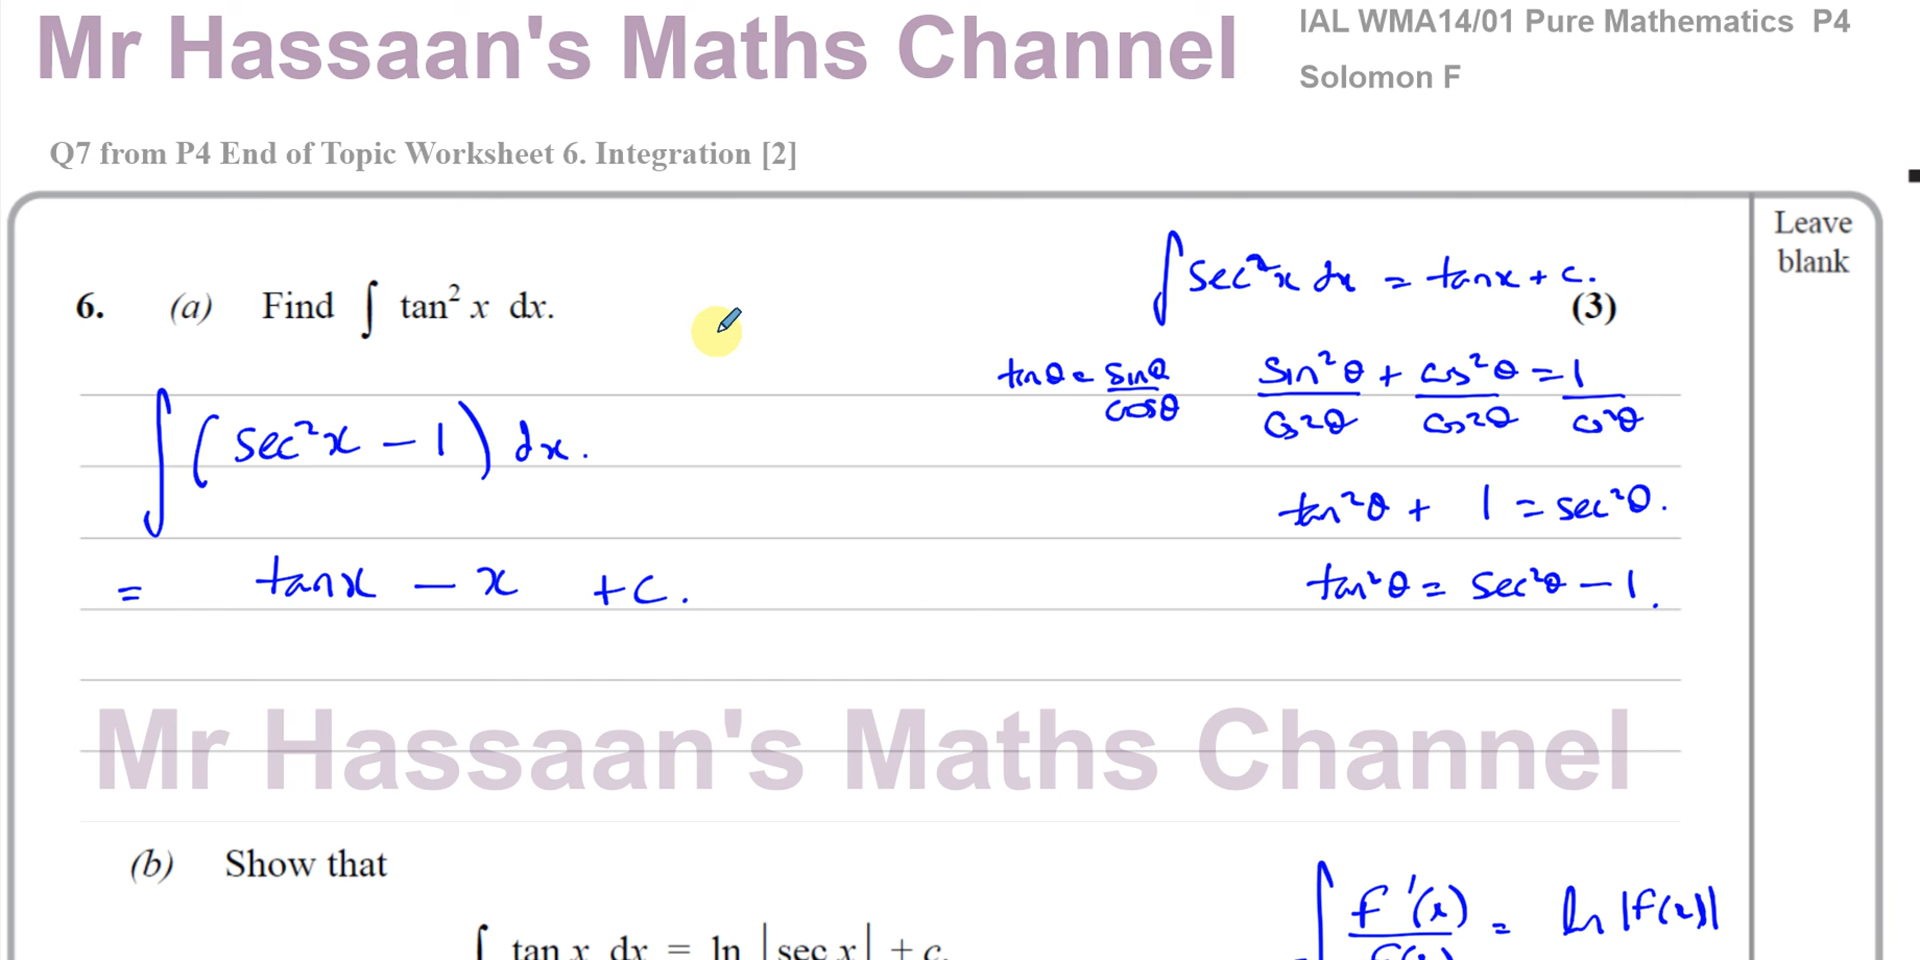 Mr Hassaan's Maths Channel
IAL WMA14/01 Pure Mathematics P4
Solomon F
Q7 from P4 End of Topic Worksheet 6. Integration [2]
Leave
blank
∫ sec²x dx = tanx + c.
6. (a) Find ∫ tan² x dx.
(3)
tanθ = sinθ/cosθ
sin²θ/cos²θ + cos²θ/cos²θ = 1/cos²θ
∫ (sec²x − 1) dx.
tan²θ + 1 = sec²θ.
= tanx − x + c.
tan²θ = sec²θ − 1.
Mr Hassaan's Maths Channel
(b) Show that
∫ f'(x)/f(x) = ln |f(x)|
∫ tan x dx = ln |sec x| + c.